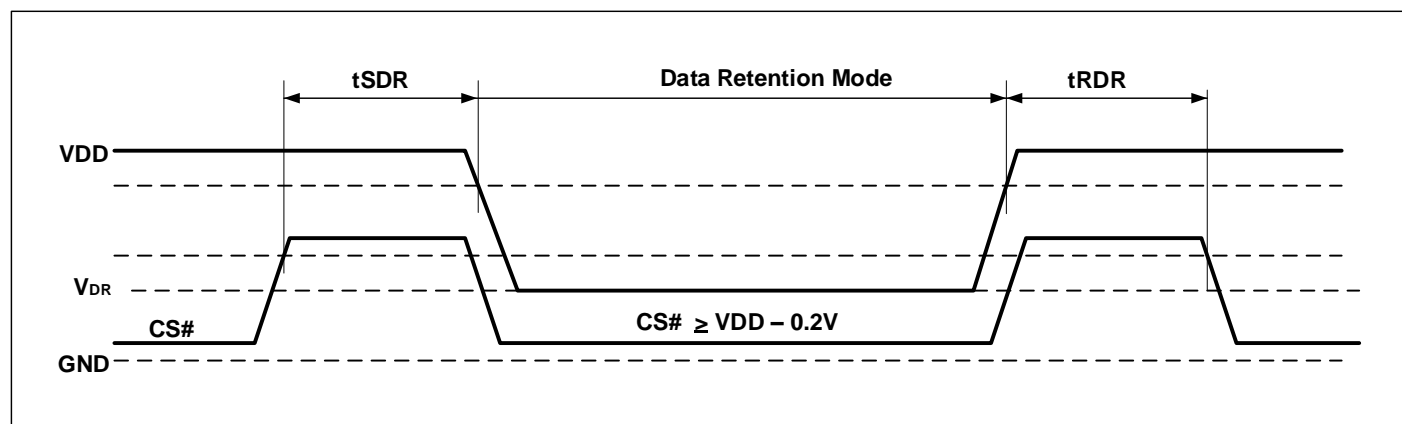 tSDR Data Retention Mode tRDR
VDD
VDR
CS# CS# ≥ VDD – 0.2V
GND